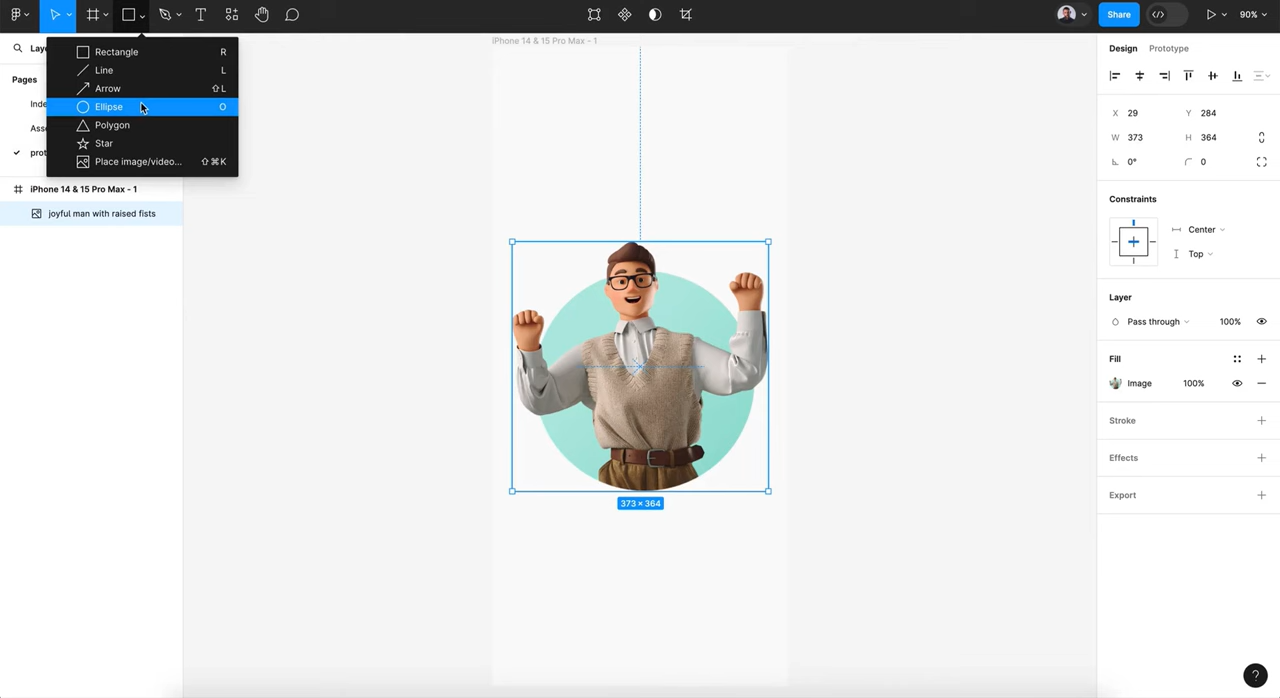 Share
90%
Rectangle R
Line L
Arrow ⇧L
Ellipse O
Polygon
Star
Place image/video... ⇧⌘K
Laye
Pages
Inde
Asse
prot
iPhone 14 & 15 Pro Max - 1
joyful man with raised fists
iPhone 14 & 15 Pro Max - 1
373 × 364
Design Prototype
X 29 Y 284
W 373 H 364
0° 0
Constraints
Center
Top
Layer
Pass through 100%
Fill
Image 100%
Stroke
Effects
Export
?